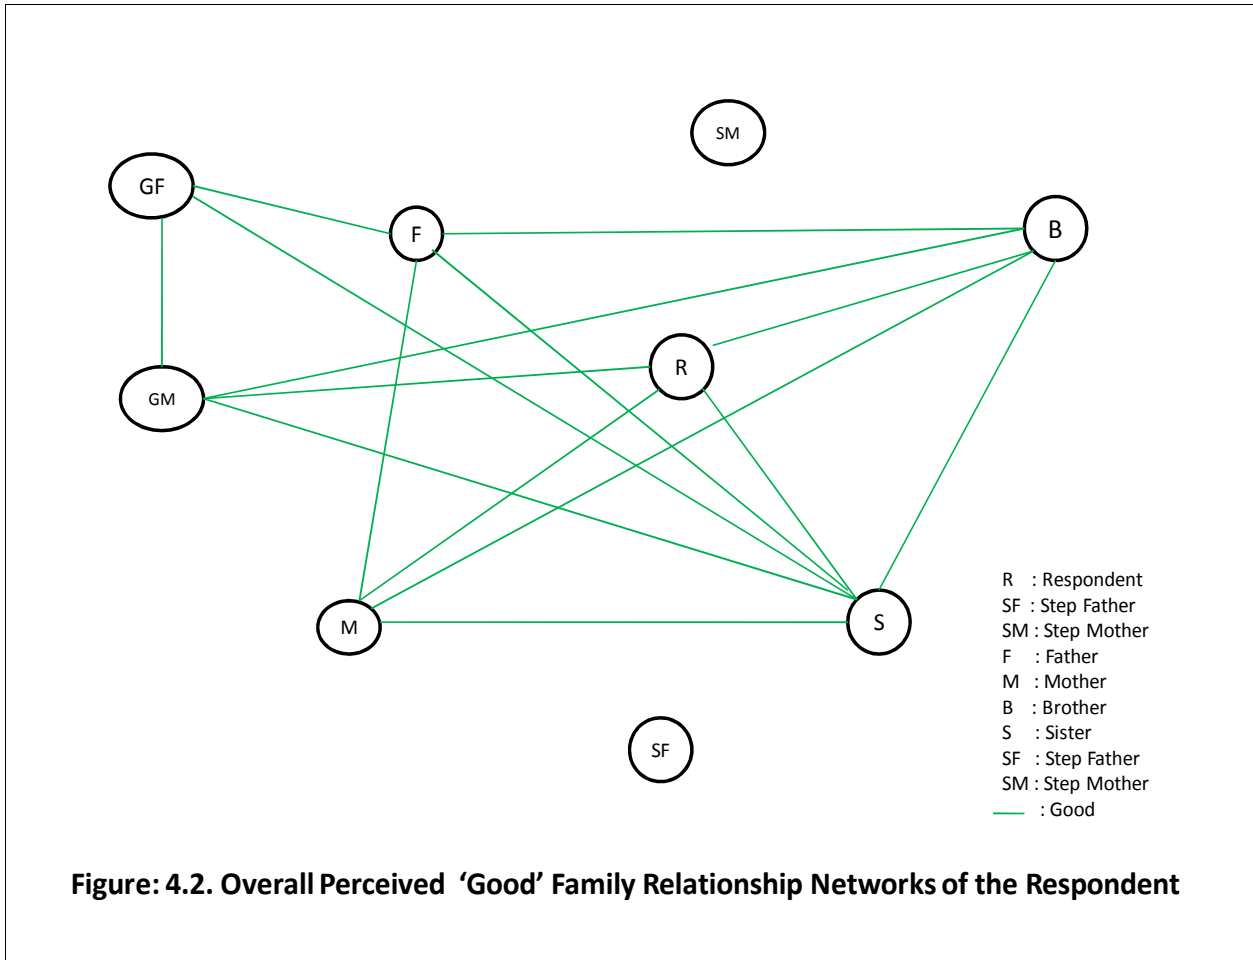 SM
GF
F
B
R
GM
M
S
SF
R : Respondent
SF : Step Father
SM : Step Mother
F : Father
M : Mother
B : Brother
S : Sister
SF : Step Father
SM : Step Mother
: Good
Figure: 4.2. Overall Perceived ‘Good’ Family Relationship Networks of the Respondent